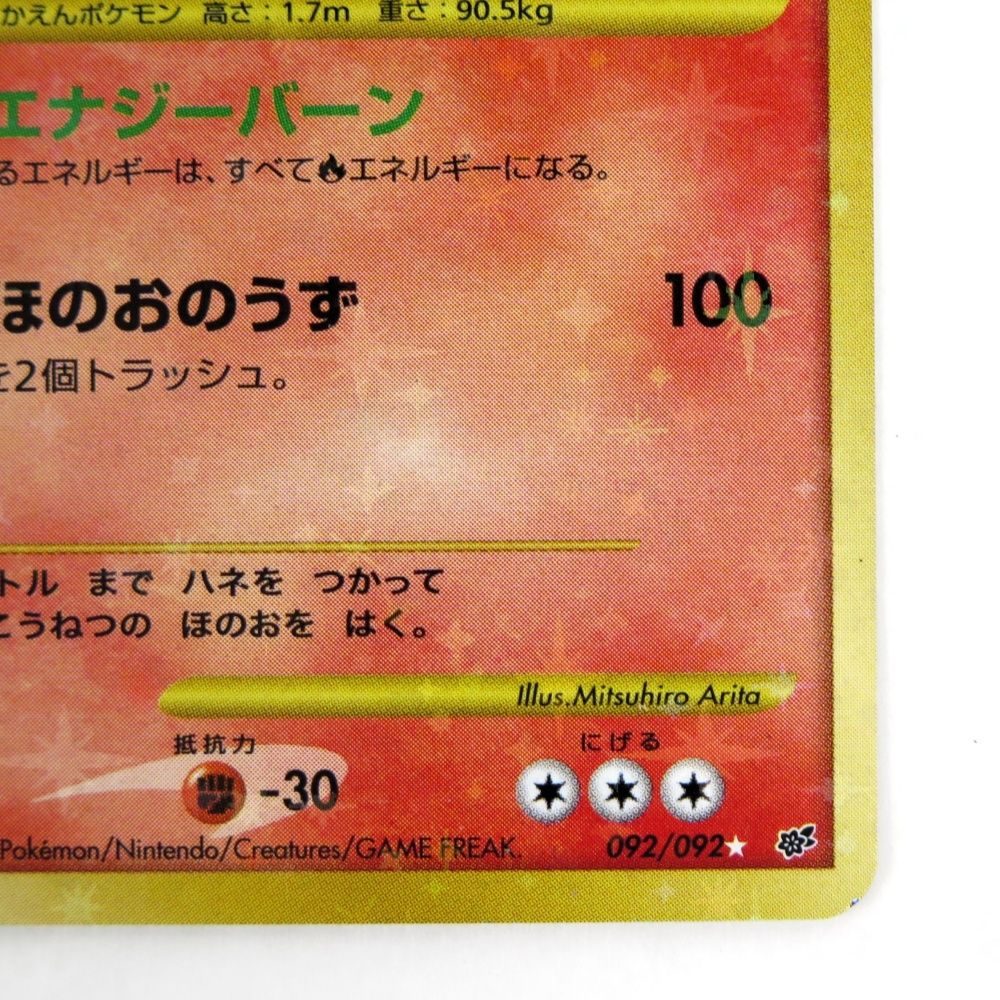 かえんポケモン 高さ：1.7m 重さ：90.5kg
エナジーバーン
るエネルギーは、すべてエネルギーになる。
ほのおのうず 100
を2個トラッシュ。
トル まで ハネを つかって
こうねつの ほのおを はく。
Illus.Mitsuhiro Arita
抵抗力 にげる
-30
Pokémon/Nintendo/Creatures/GAME FREAK. 092/092★